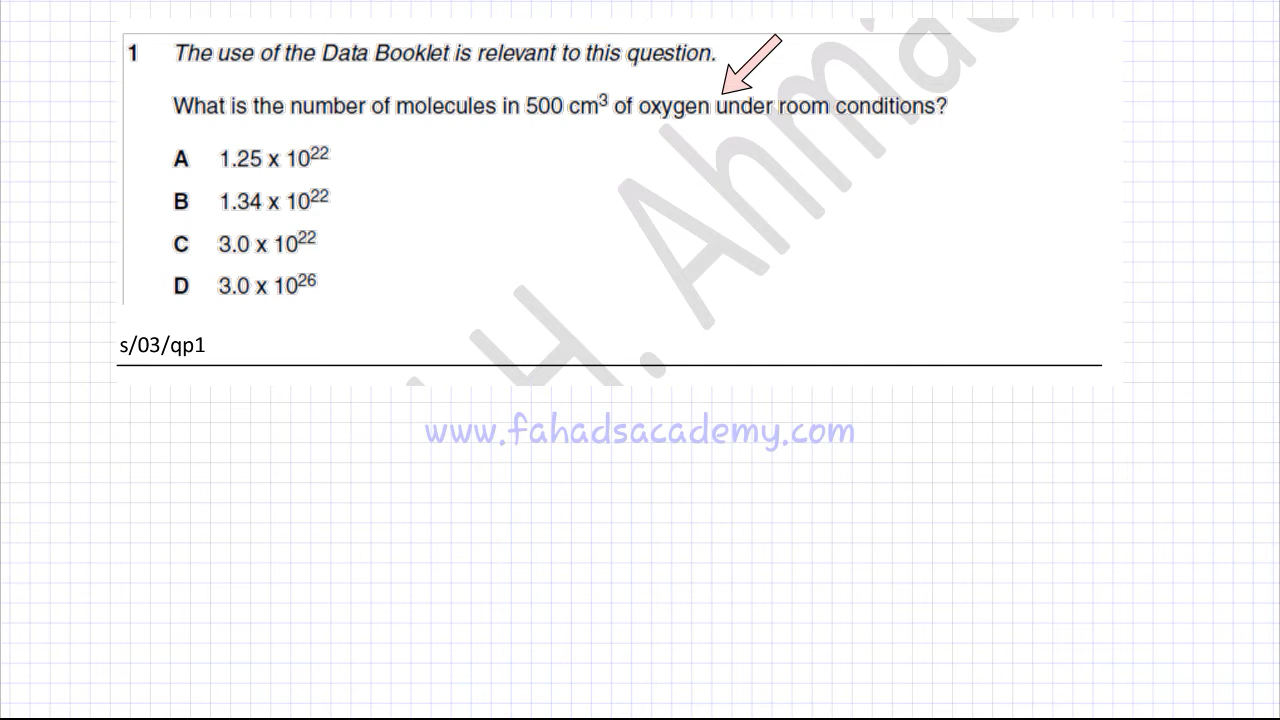 1 The use of the Data Booklet is relevant to this question.
What is the number of molecules in 500 cm³ of oxygen under room conditions?
A 1.25 x 10²²
B 1.34 x 10²²
C 3.0 x 10²²
D 3.0 x 10²⁶
s/03/qp1
H. Ahmad
www.fahadsacademy.com